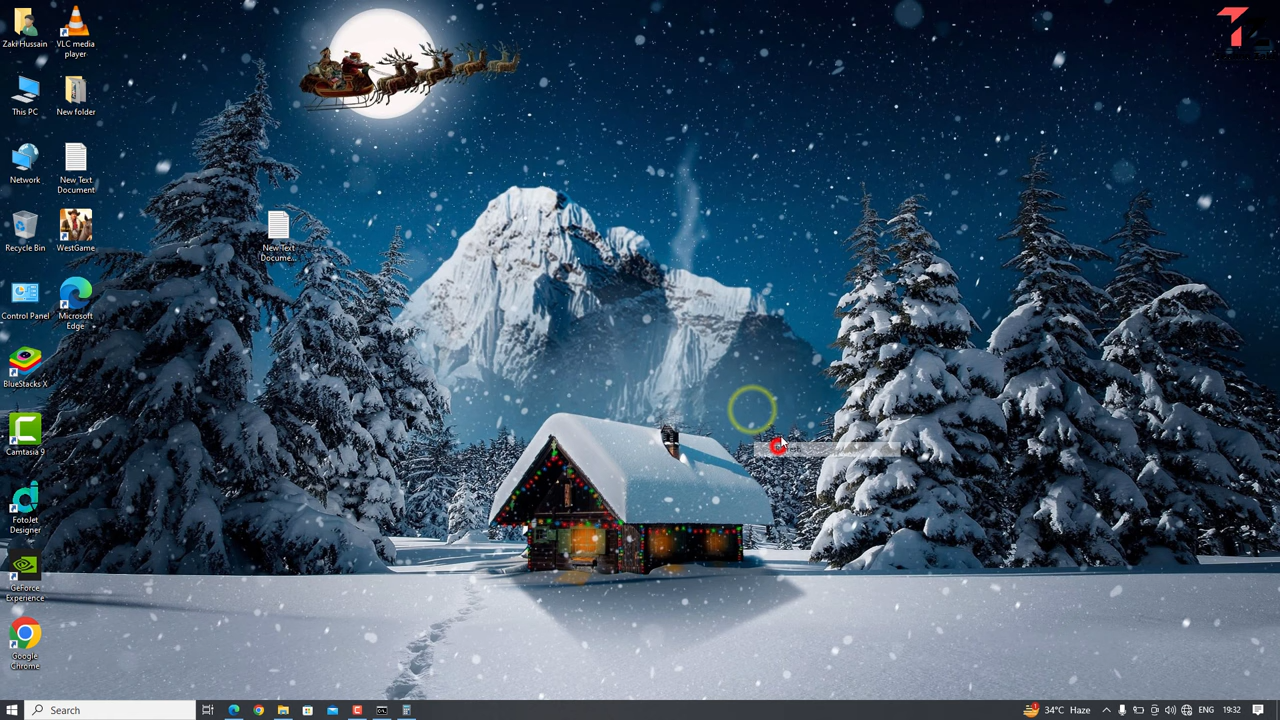 Zaki Hussain
VLC media
player
This PC
New folder
Network
New Text
Document
Recycle Bin
WestGame
New Text
Docume...
Control Panel
Microsoft
Edge
BlueStacks X
Camtasia 9
FotoJet
Designer
GeForce
Experience
Google
Chrome
Search
34°C Haze
ENG
19:32